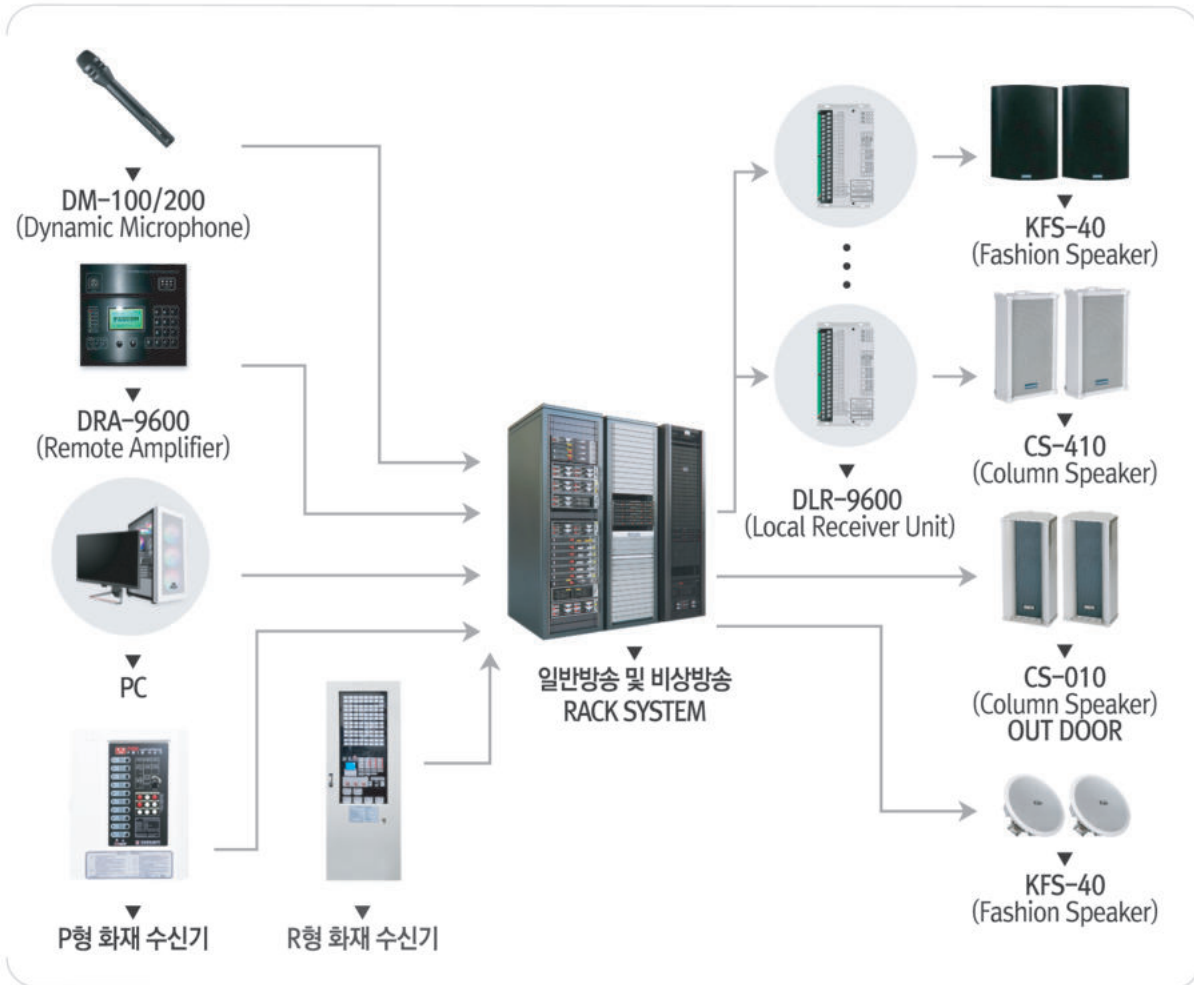 DM-100/200
(Dynamic Microphone)
DRA-9600
(Remote Amplifier)
PC
P형 화재 수신기
R형 화재 수신기
일반방송 및 비상방송
RACK SYSTEM
DLR-9600
(Local Receiver Unit)
KFS-40
(Fashion Speaker)
CS-410
(Column Speaker)
CS-010
(Column Speaker)
OUT DOOR
KFS-40
(Fashion Speaker)